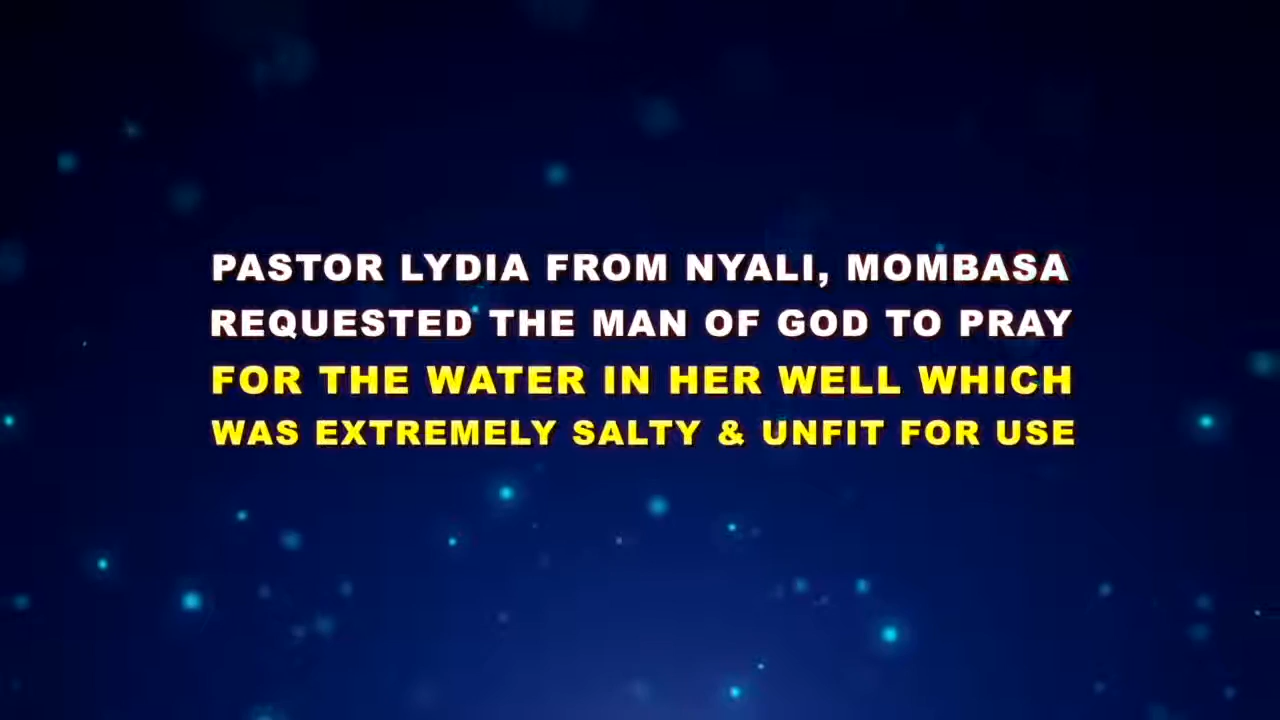 PASTOR LYDIA FROM NYALI, MOMBASA
REQUESTED THE MAN OF GOD TO PRAY
FOR THE WATER IN HER WELL WHICH
WAS EXTREMELY SALTY & UNFIT FOR USE